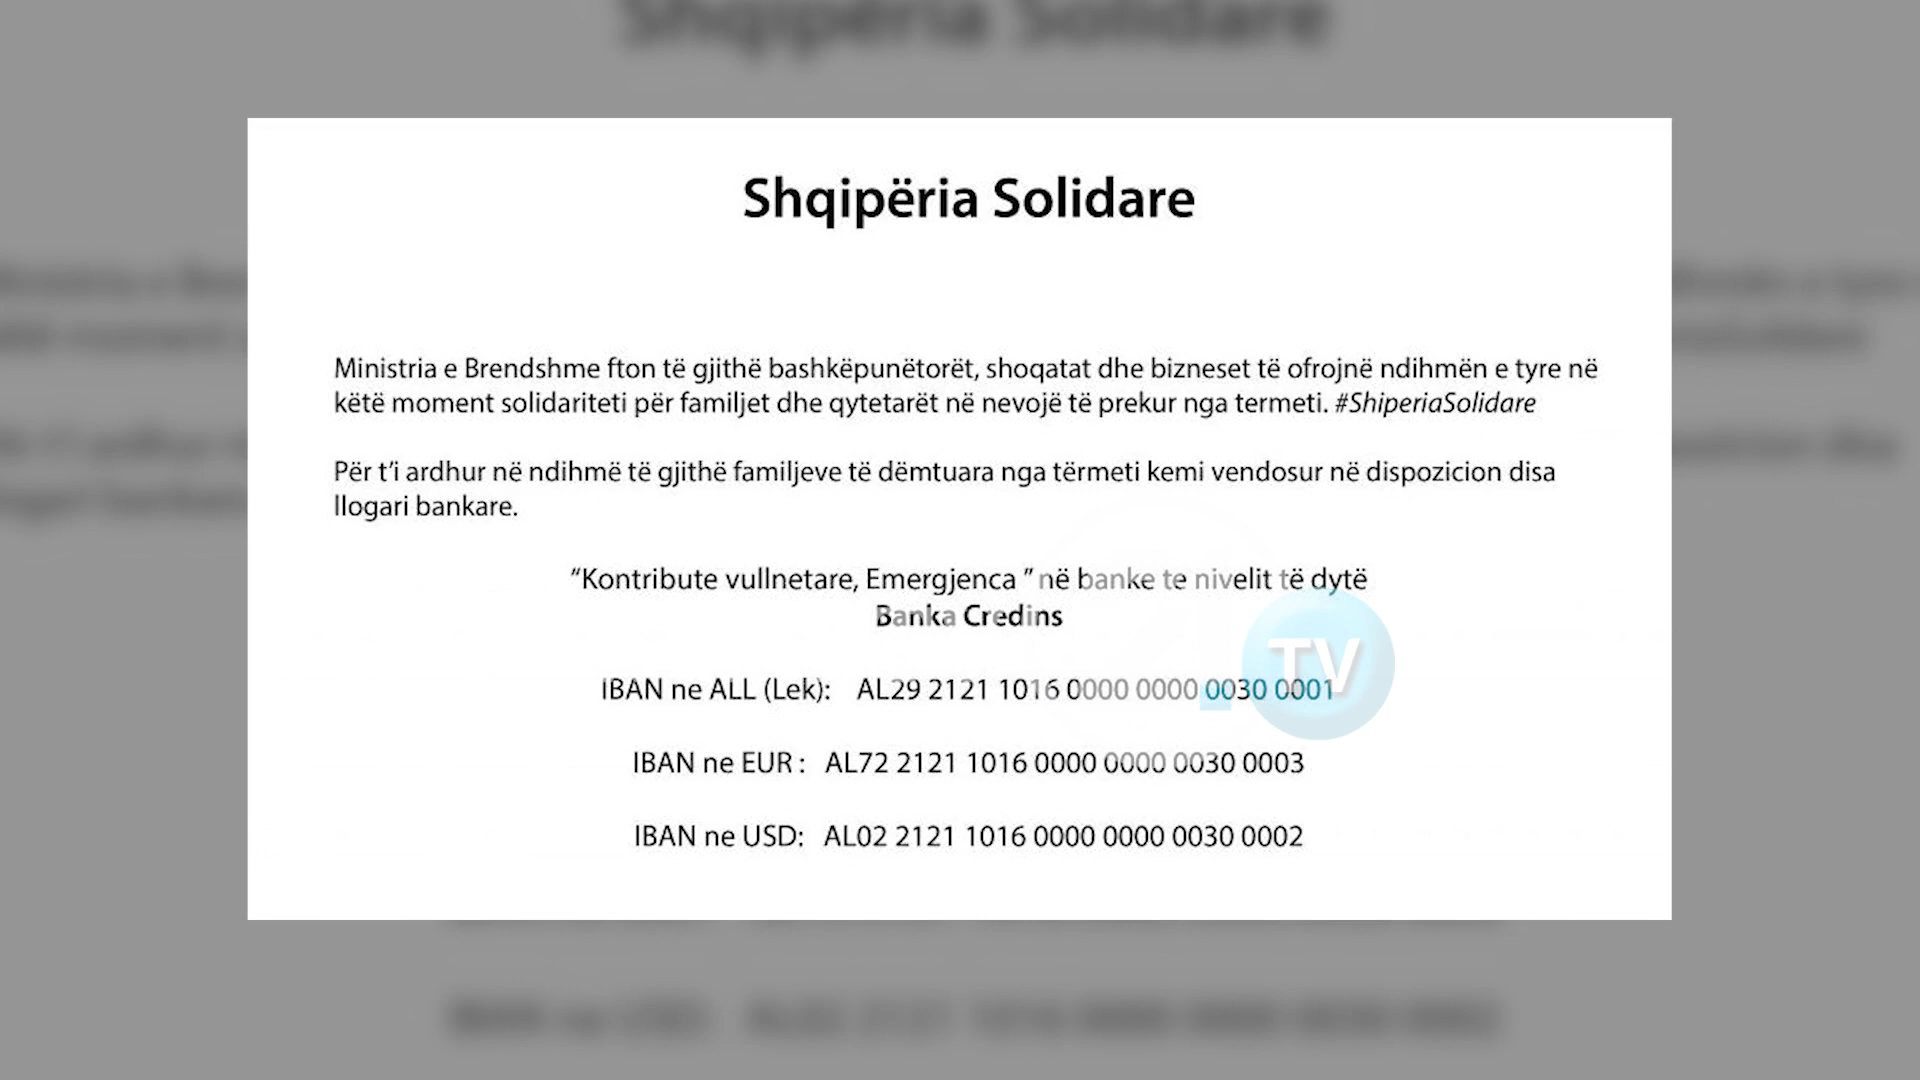 Shqipëria Solidare
Shqipëria Solidare
Ministria e Brendshme fton të gjithë bashkëpunëtorët, shoqatat dhe bizneset të ofrojnë ndihmën e tyre në
këtë moment solidariteti për familjet dhe qytetarët në nevojë të prekur nga termeti. #ShiperiaSolidare
Për t'i ardhur në ndihmë të gjithë familjeve të dëmtuara nga tërmeti kemi vendosur në dispozicion disa
llogari bankare.
“Kontribute vullnetare, Emergjenca ” në banke te nivelit të dytë
Banka Credins
TV
IBAN ne ALL (Lek): AL29 2121 1016 0000 0000 0030 0001
IBAN ne EUR : AL72 2121 1016 0000 0000 0030 0003
IBAN ne USD: AL02 2121 1016 0000 0000 0030 0002